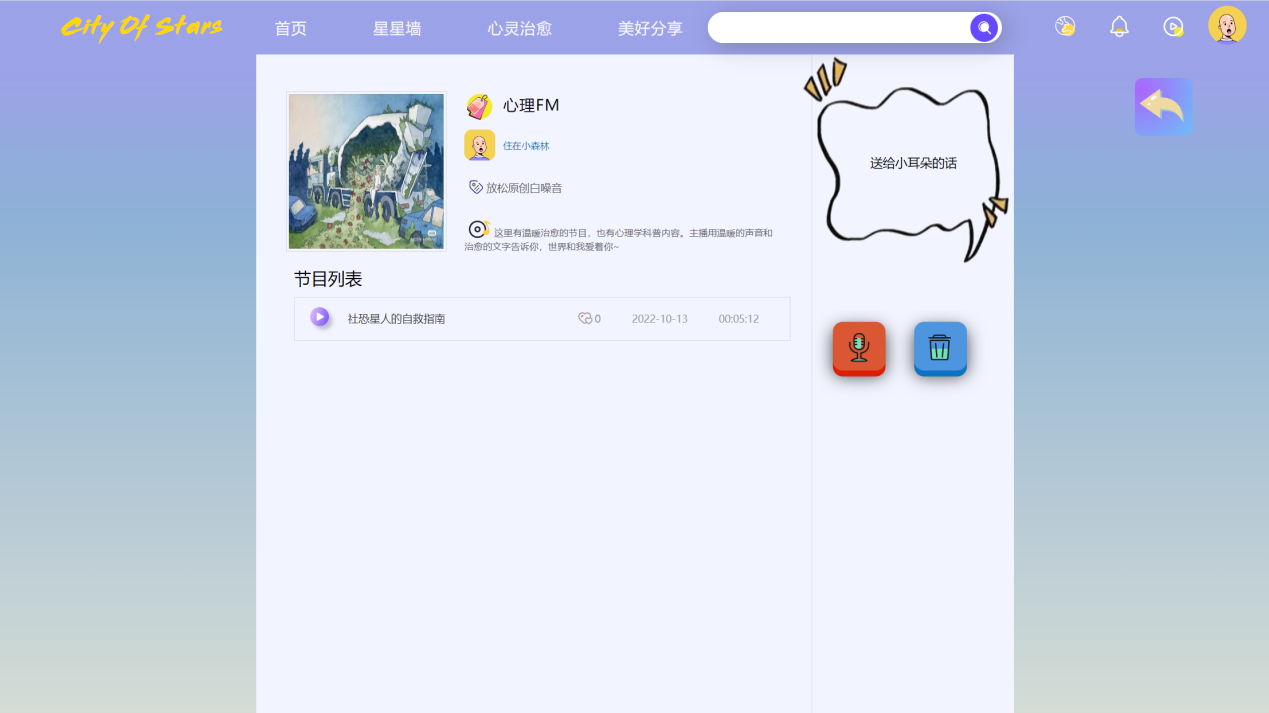 City Of Stars
首页 星星墙 心灵治愈 美好分享
心理FM
住在小森林
放松原创白噪音
这里有温暖治愈的节目，也有心理学科普内容。主播用温暖的声音和
治愈的文字告诉你，世界和我爱着你~
节目列表
社恐星人的自救指南 0 2022-10-13 00:05:12
送给小耳朵的话